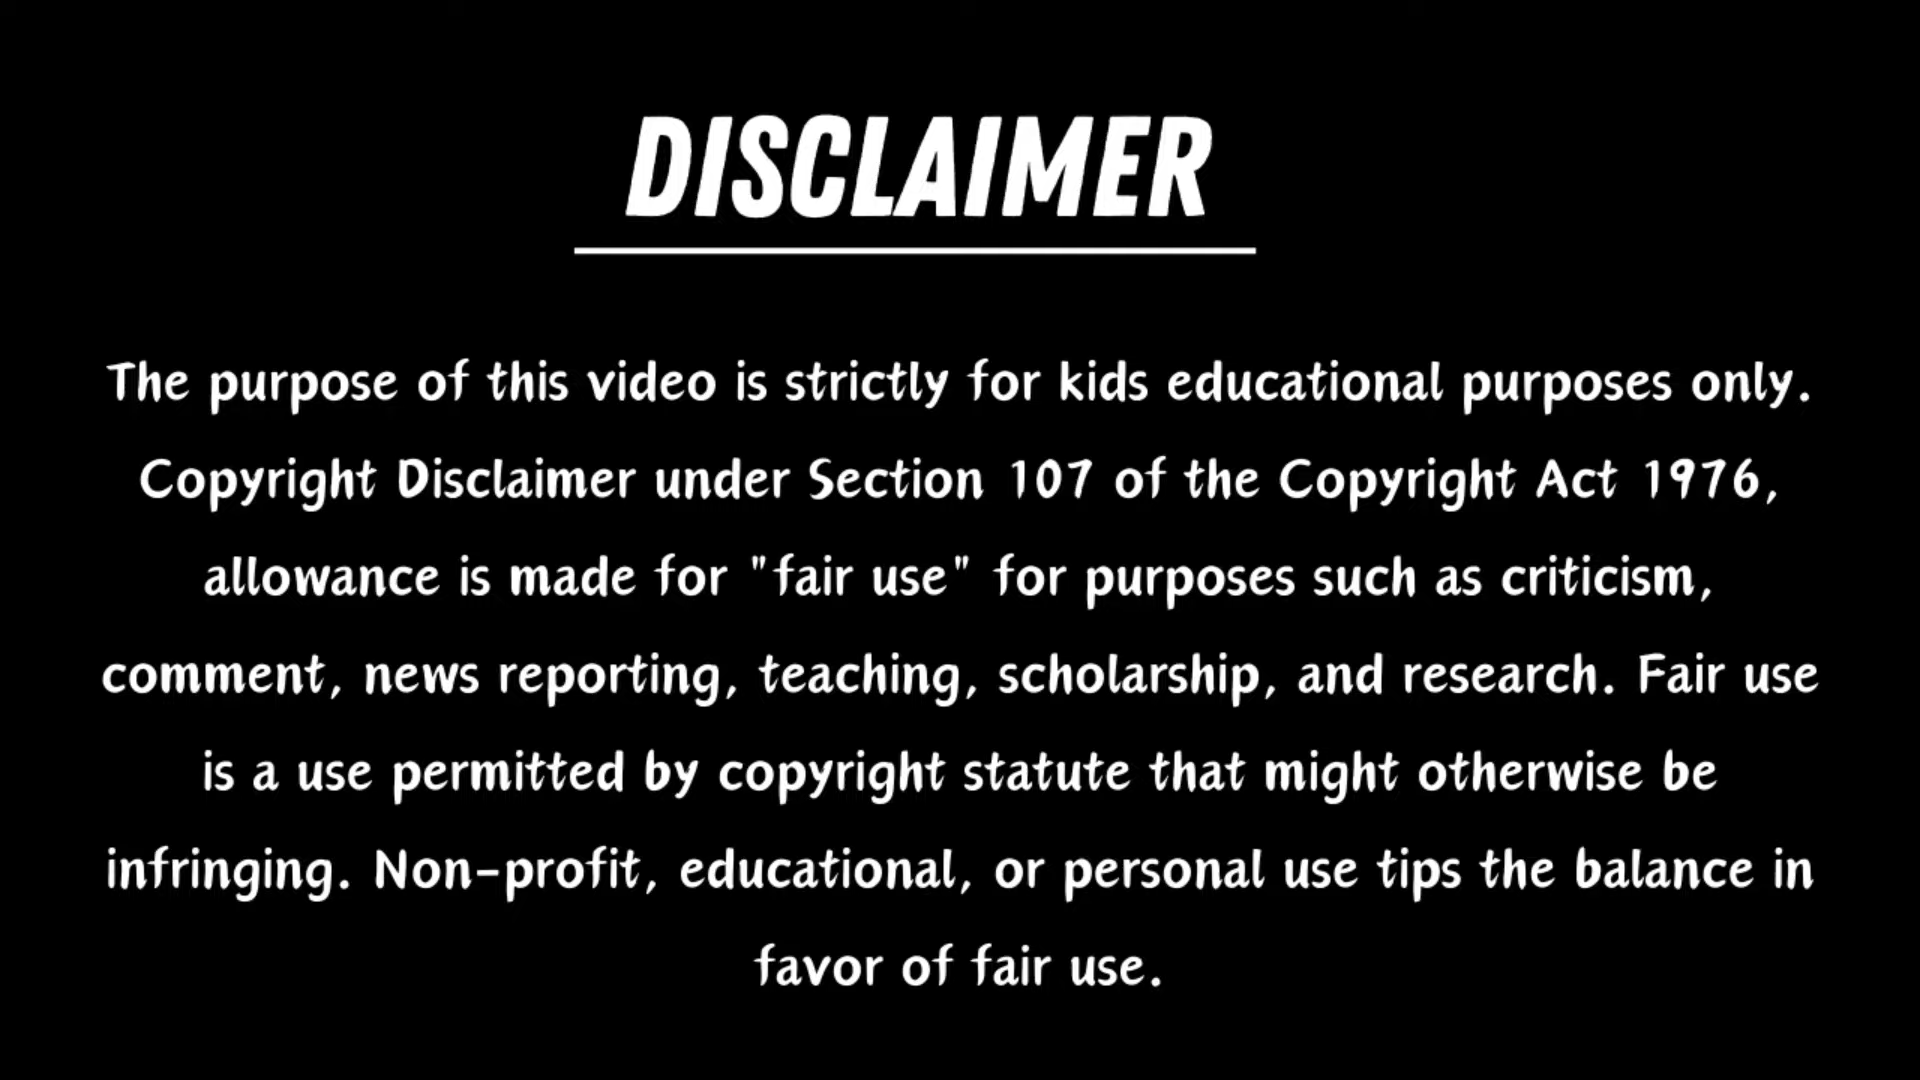 DISCLAIMER
The purpose of this video is strictly for kids educational purposes only.
Copyright Disclaimer under Section 107 of the Copyright Act 1976,
allowance is made for "fair use" for purposes such as criticism,
comment, news reporting, teaching, scholarship, and research. Fair use
is a use permitted by copyright statute that might otherwise be
infringing. Non-profit, educational, or personal use tips the balance in
favor of fair use.